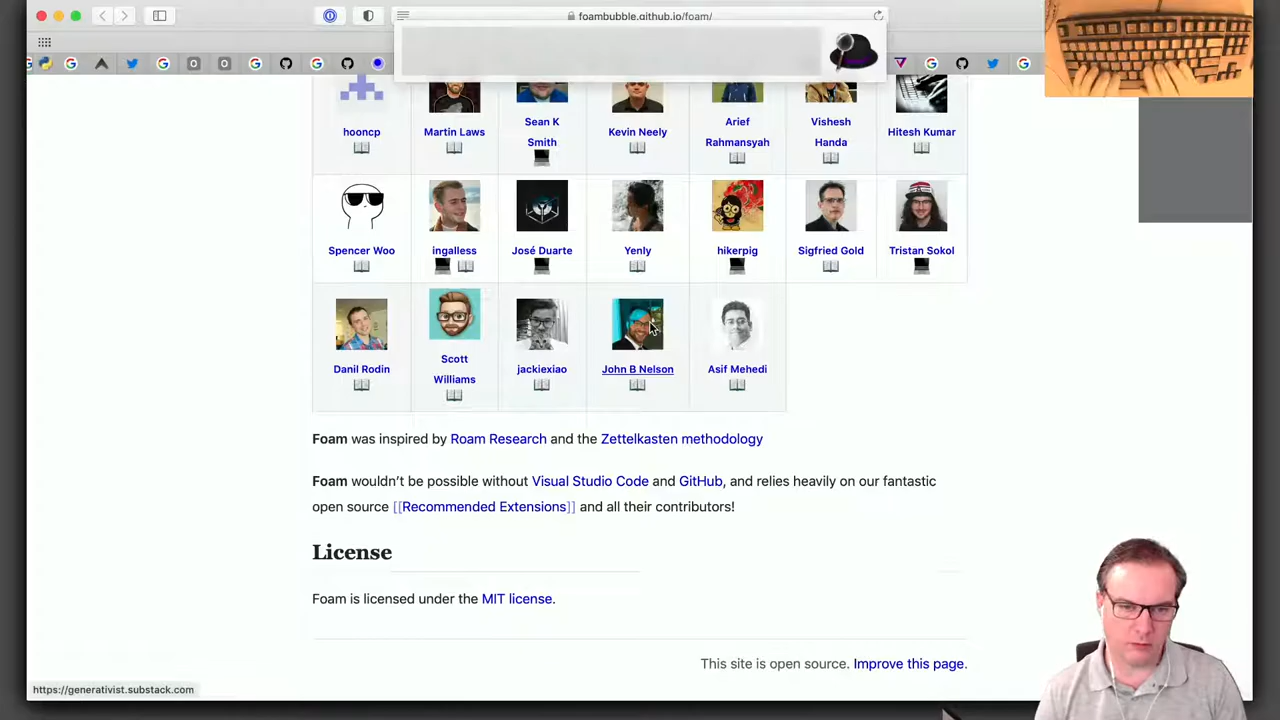 foambubble.github.io/foam/
hooncp
Martin Laws
Sean K
Smith
Kevin Neely
Arief
Rahmansyah
Vishesh
Handa
Hitesh Kumar
Spencer Woo
ingalless
José Duarte
Yenly
hikerpig
Sigfried Gold
Tristan Sokol
Danil Rodin
Scott
Williams
jackiexiao
John B Nelson
Asif Mehedi
Foam was inspired by Roam Research and the Zettelkasten methodology
Foam wouldn’t be possible without Visual Studio Code and GitHub, and relies heavily on our fantastic
open source [[Recommended Extensions]] and all their contributors!
License
Foam is licensed under the MIT license.
This site is open source. Improve this page.
https://generativist.substack.com